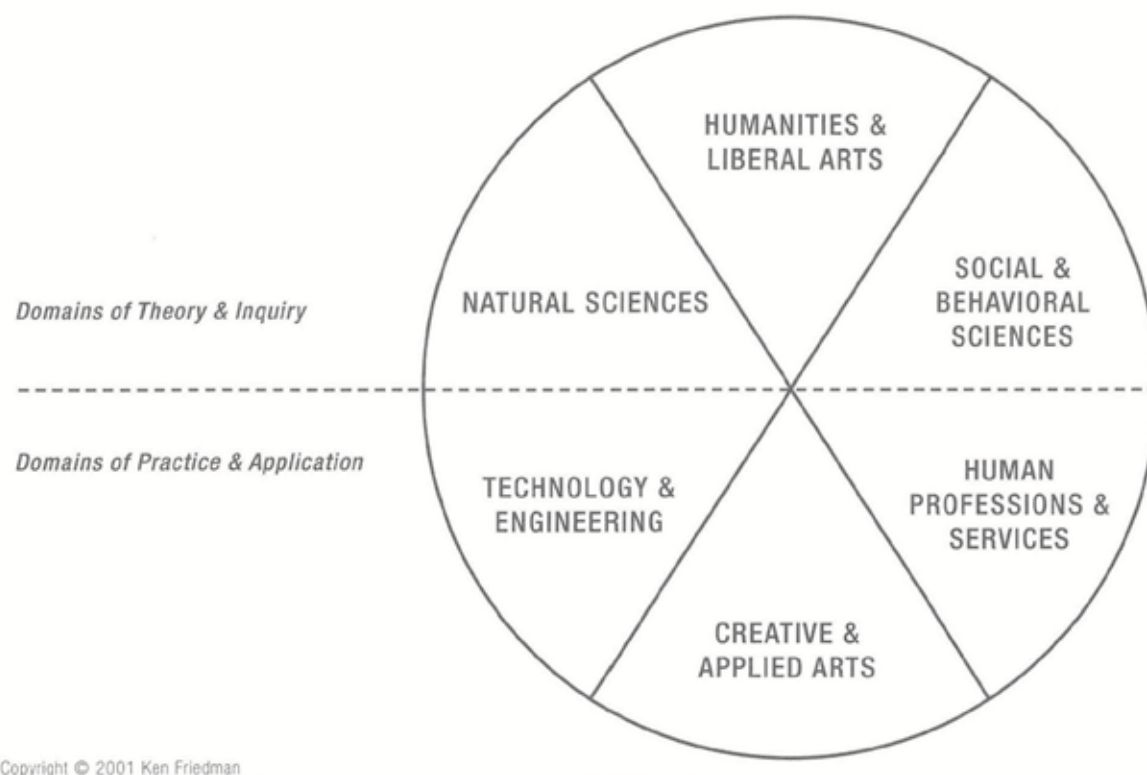 HUMANITIES &
LIBERAL ARTS
NATURAL SCIENCES
SOCIAL &
BEHAVIORAL
SCIENCES
Domains of Theory & Inquiry
Domains of Practice & Application
TECHNOLOGY &
ENGINEERING
HUMAN
PROFESSIONS &
SERVICES
CREATIVE &
APPLIED ARTS
Copyright © 2001 Ken Friedman